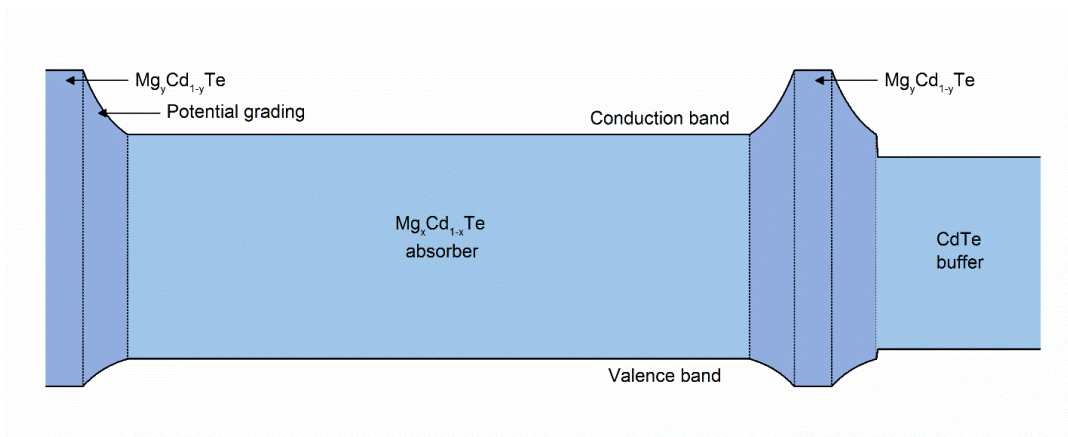 MgyCd1-yTe
MgyCd1-yTe
Potential grading
Conduction band
MgxCd1-xTe
absorber
CdTe
buffer
Valence band